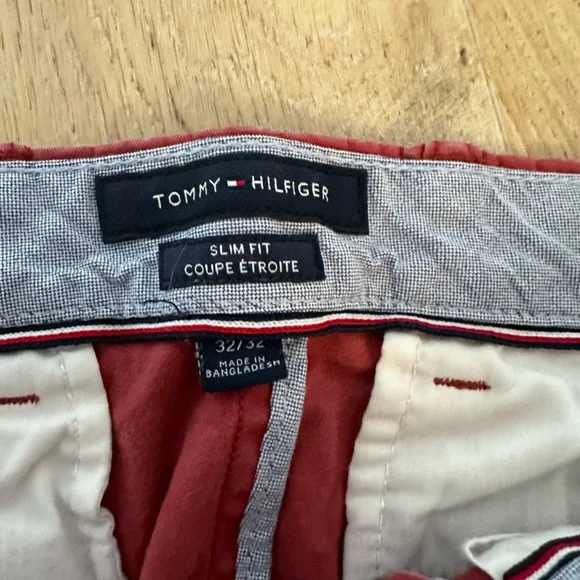 TOMMY HILFIGER
SLIM FIT
COUPE ÉTROITE
32/32
MADE IN
BANGLADESH